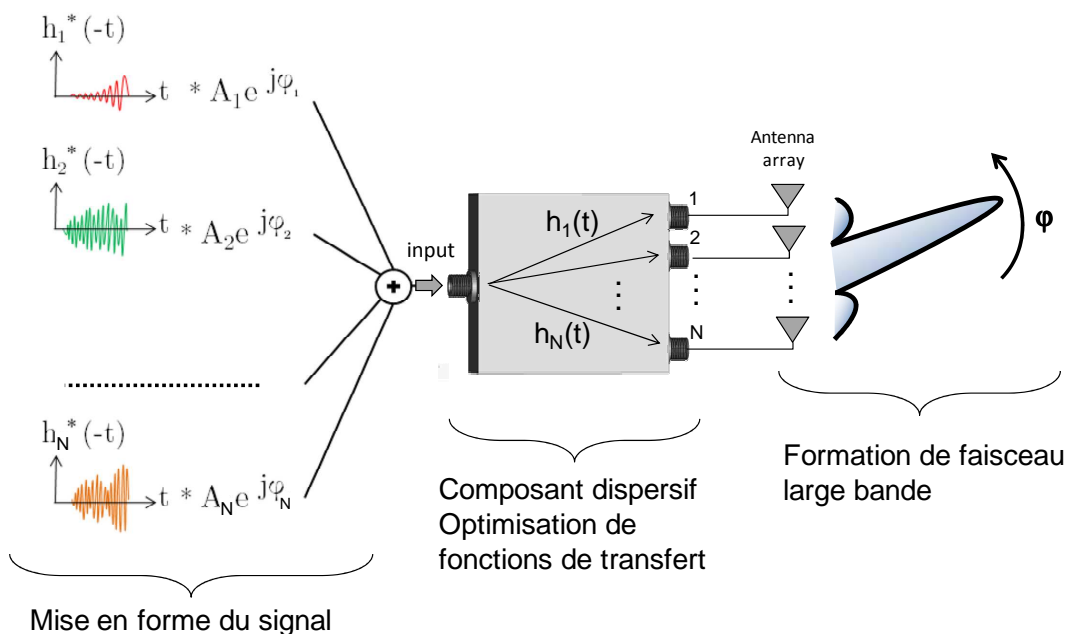 h₁*(-t)
t * A₁e jφ₁
h₂*(-t)
t * A₂e jφ₂
hN*(-t)
t * ANe jφN
Mise en forme du signal
+
input
h₁(t)
hN(t)
1
2
N
Composant dispersif
Optimisation de
fonctions de transfert
Antenna
array
φ
Formation de faisceau
large bande